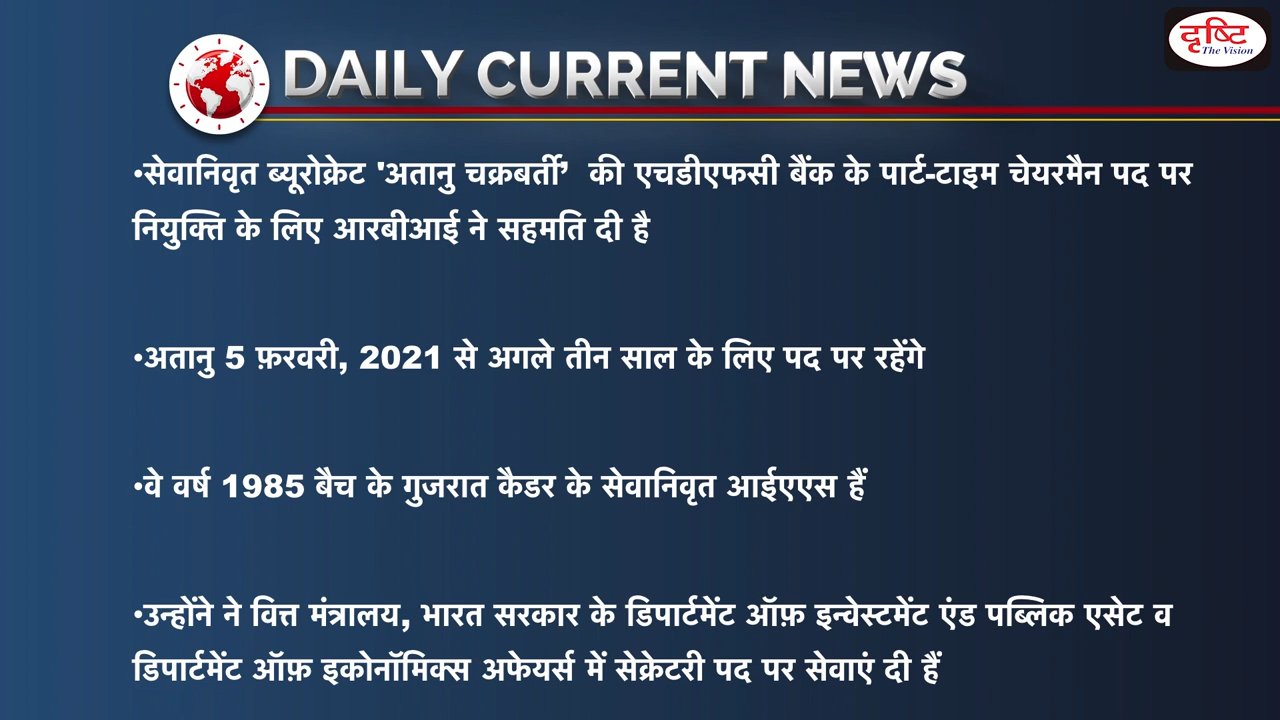 दृष्टि
The Vision
DAILY CURRENT NEWS
•सेवानिवृत ब्यूरोक्रेट 'अतानु चक्रबर्ती’ की एचडीएफसी बैंक के पार्ट-टाइम चेयरमैन पद पर
नियुक्ति के लिए आरबीआई ने सहमति दी है
•अतानु 5 फ़रवरी, 2021 से अगले तीन साल के लिए पद पर रहेंगे
•वे वर्ष 1985 बैच के गुजरात कैडर के सेवानिवृत आईएएस हैं
•उन्होंने ने वित्त मंत्रालय, भारत सरकार के डिपार्टमेंट ऑफ़ इन्वेस्टमेंट एंड पब्लिक एसेट व
डिपार्टमेंट ऑफ़ इकोनॉमिक्स अफेयर्स में सेक्रेटरी पद पर सेवाएं दी हैं